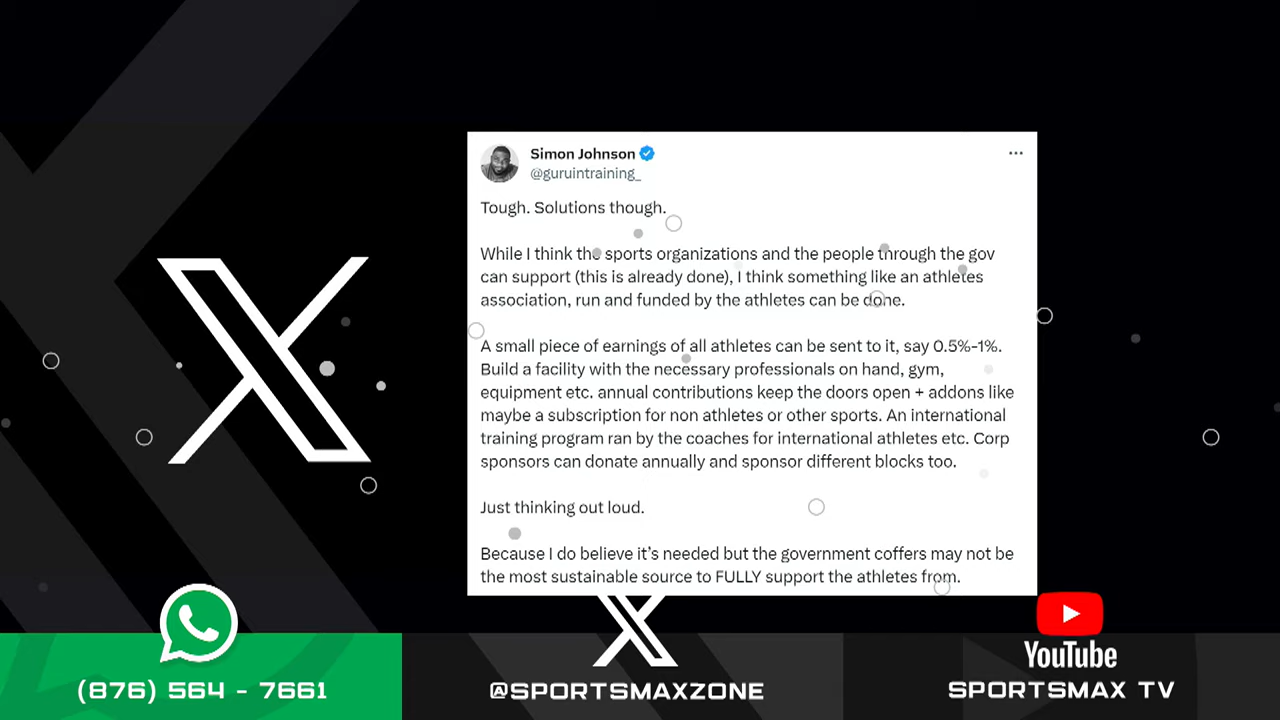 Simon Johnson
@guruintraining_
Tough. Solutions though.
While I think the sports organizations and the people through the gov
can support (this is already done), I think something like an athletes
association, run and funded by the athletes can be done.
A small piece of earnings of all athletes can be sent to it, say 0.5%-1%.
Build a facility with the necessary professionals on hand, gym,
equipment etc. annual contributions keep the doors open + addons like
maybe a subscription for non athletes or other sports. An international
training program ran by the coaches for international athletes etc. Corp
sponsors can donate annually and sponsor different blocks too.
Just thinking out loud.
Because I do believe it’s needed but the government coffers may not be
the most sustainable source to FULLY support the athletes from.
(876) 564 - 7661
@SPORTSMAXZONE
YouTube
SPORTSMAX TV